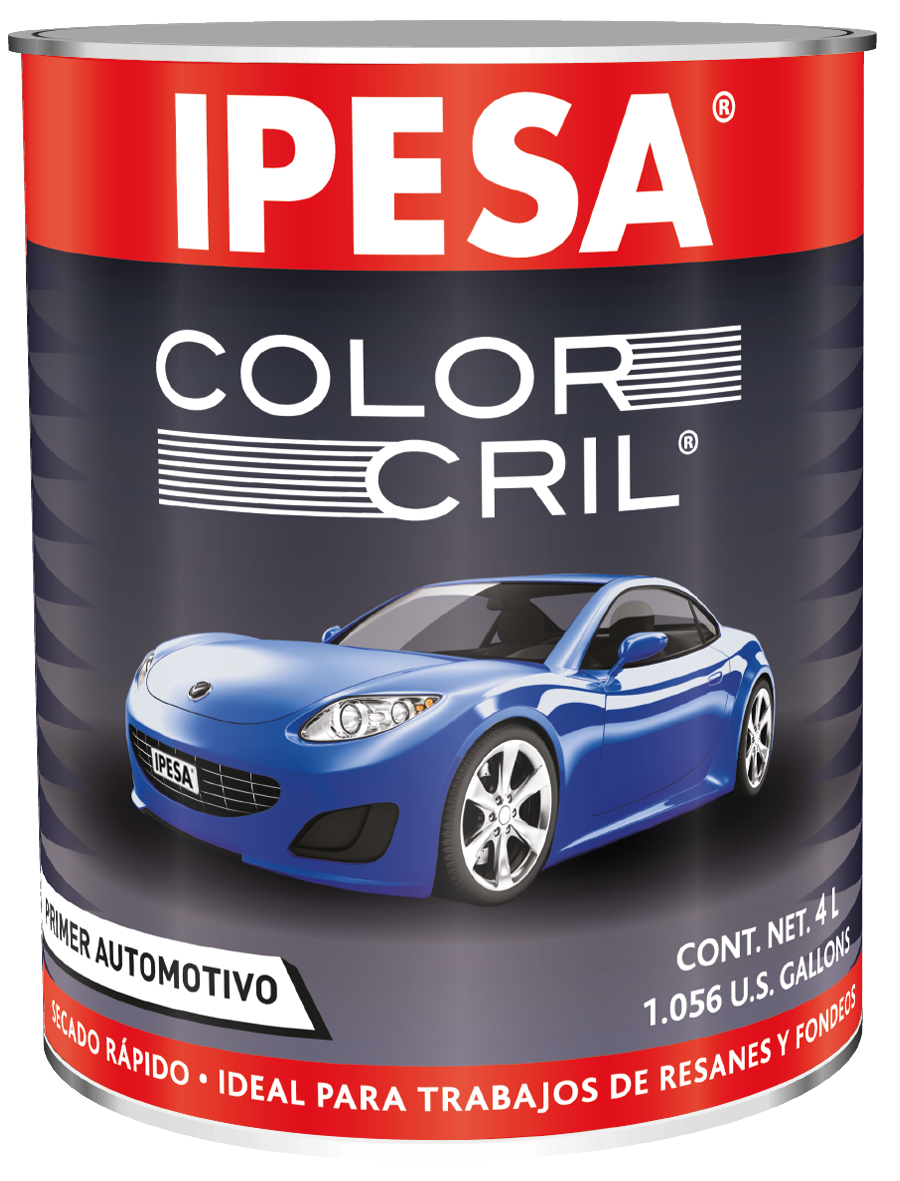 IPESA®
COLOR
CRIL®
IPESA
PRIMER AUTOMOTIVO
CONT. NET. 4 L
1.056 U.S. GALLONS
SECADO RÁPIDO • IDEAL PARA TRABAJOS DE RESANES Y FONDEOS